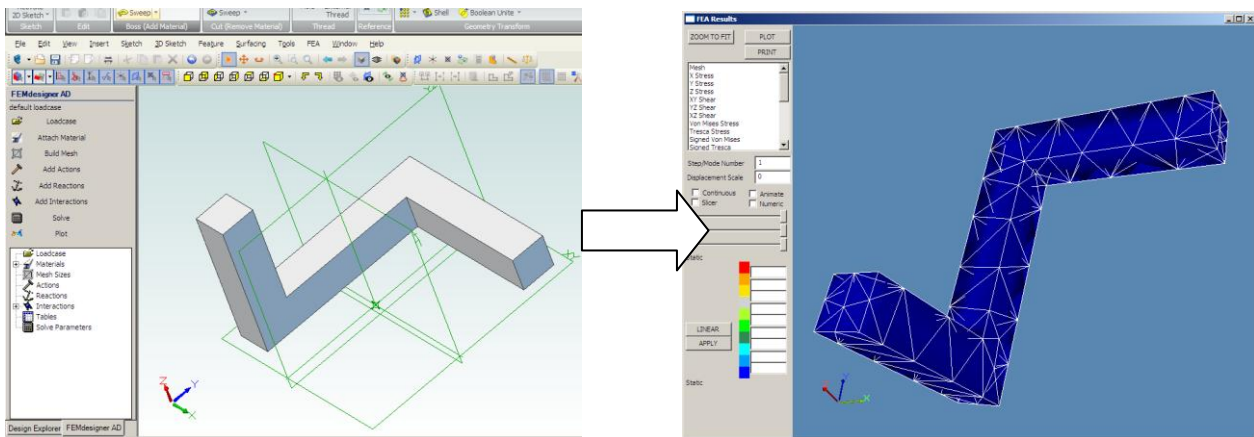 2D Sketch
Sweep
Sweep
Thread
Shell
Boolean Unite
Sketch
Edit
Boss (Add Material)
Cut (Remove Material)
Thread
Reference
Geometry Transform
File Edit View Insert Sketch 3D Sketch Feature Surfacing Tools FEA Window Help
FEMdesigner AD
default loadcase
Loadcase
Attach Material
Build Mesh
Add Actions
Add Reactions
Add Interactions
Solve
Plot
Loadcase
Materials
Mesh Sizes
Actions
Reactions
Interactions
Tables
Solve Parameters
Z
Y
X
Design Explorer FEMdesigner AD
FEA Results
ZOOM TO FIT
PLOT
PRINT
Mesh
X Stress
Y Stress
Z Stress
XY Shear
YZ Shear
XZ Shear
Von Mises Stress
Tresca Stress
Signed Von Mises
Signed Tresca
Step/Mode Number 1
Displacement Scale 0
Continuous Animate
Slicer Numeric
Static
LINEAR
APPLY
Static
Y
X